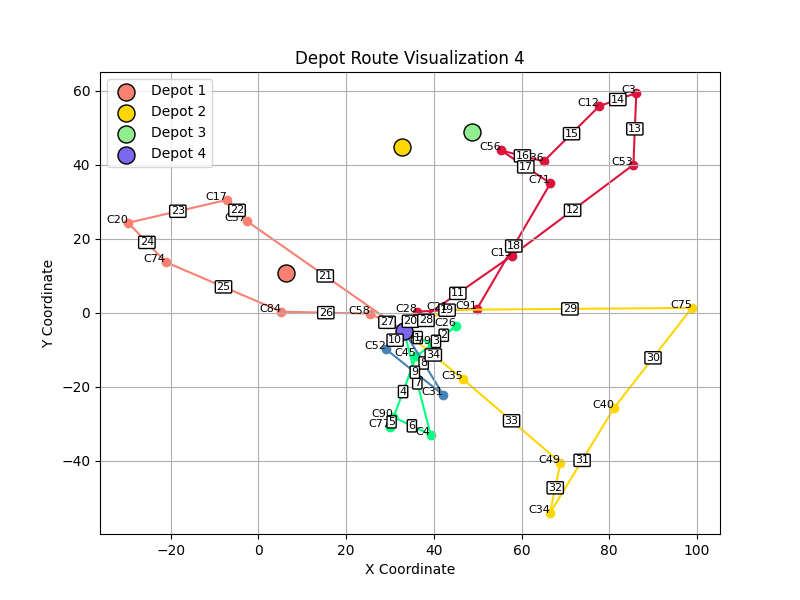 Depot Route Visualization 4
Depot 1
Depot 2
Depot 3
Depot 4
Y Coordinate
60
40
20
0
−20
−40
−20
0
20
40
60
80
100
X Coordinate
C3
14
C12
13
15
C56
16
17
C53
C71
C17
23
22
12
C20
24
18
C74
21
25
11
C84
26
C58
27
C28
20
28
19
C91
29
C75
C26
10
1
2
3
C52
C45
34
30
8
9
7
C35
4
C31
C90
5
6
C4
33
C40
C49
31
32
C34